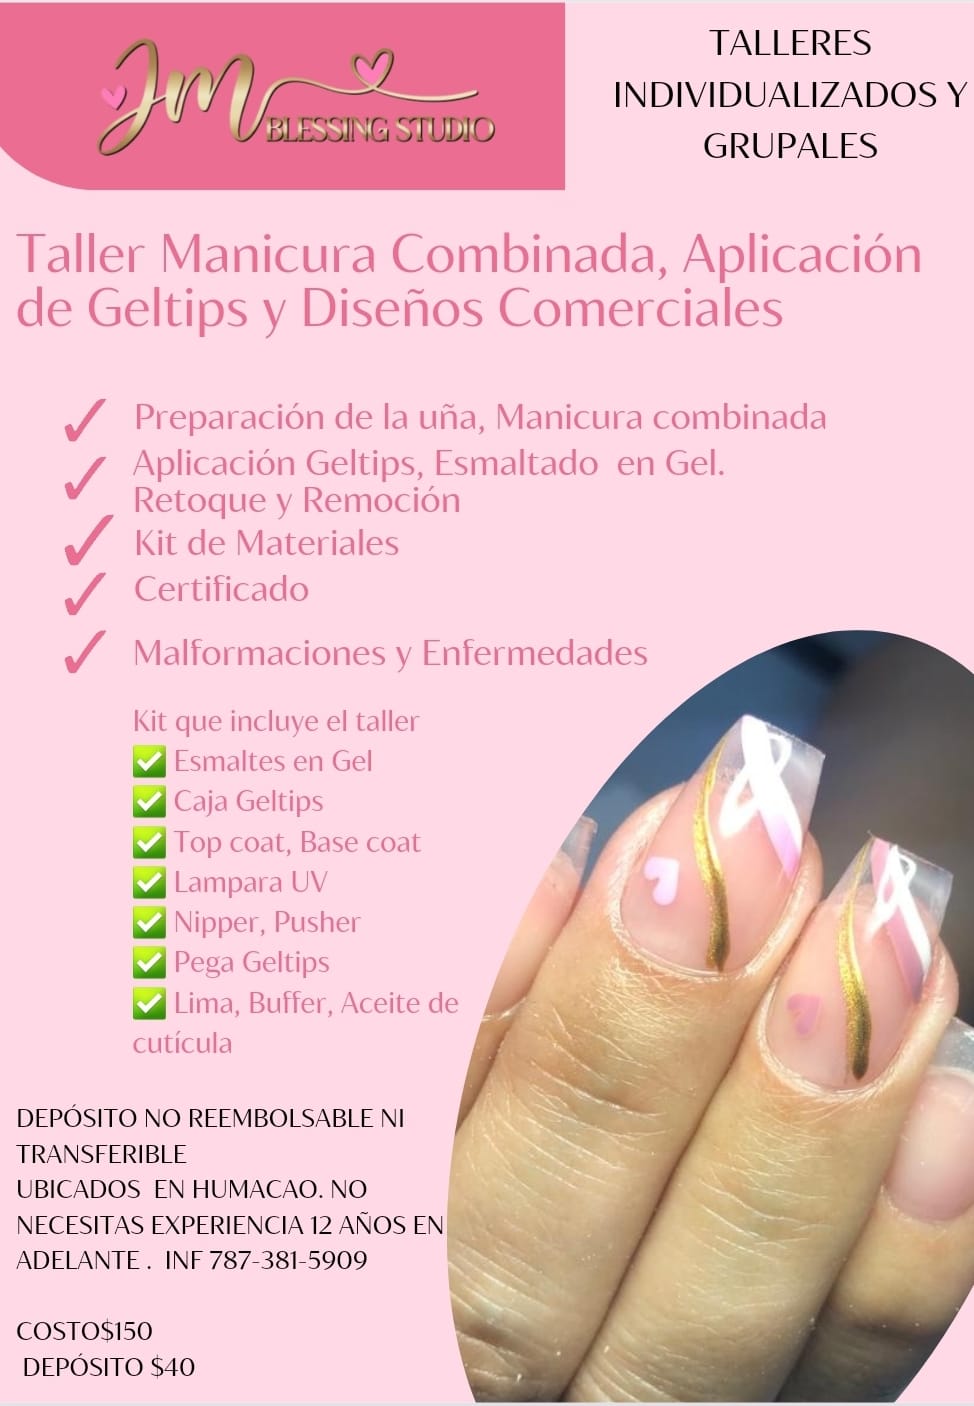 JM
BLESSING STUDIO
TALLERES
INDIVIDUALIZADOS Y
GRUPALES
Taller Manicura Combinada, Aplicación
de Geltips y Diseños Comerciales
✓ Preparación de la uña, Manicura combinada
✓ Aplicación Geltips, Esmaltado en Gel.
Retoque y Remoción
✓ Kit de Materiales
✓ Certificado
✓ Malformaciones y Enfermedades
Kit que incluye el taller
✅ Esmaltes en Gel
✅ Caja Geltips
✅ Top coat, Base coat
✅ Lampara UV
✅ Nipper, Pusher
✅ Pega Geltips
✅ Lima, Buffer, Aceite de
cutícula
DEPÓSITO NO REEMBOLSABLE NI
TRANSFERIBLE
UBICADOS EN HUMACAO. NO
NECESITAS EXPERIENCIA 12 AÑOS EN
ADELANTE . INF 787-381-5909
COSTO$150
DEPÓSITO $40